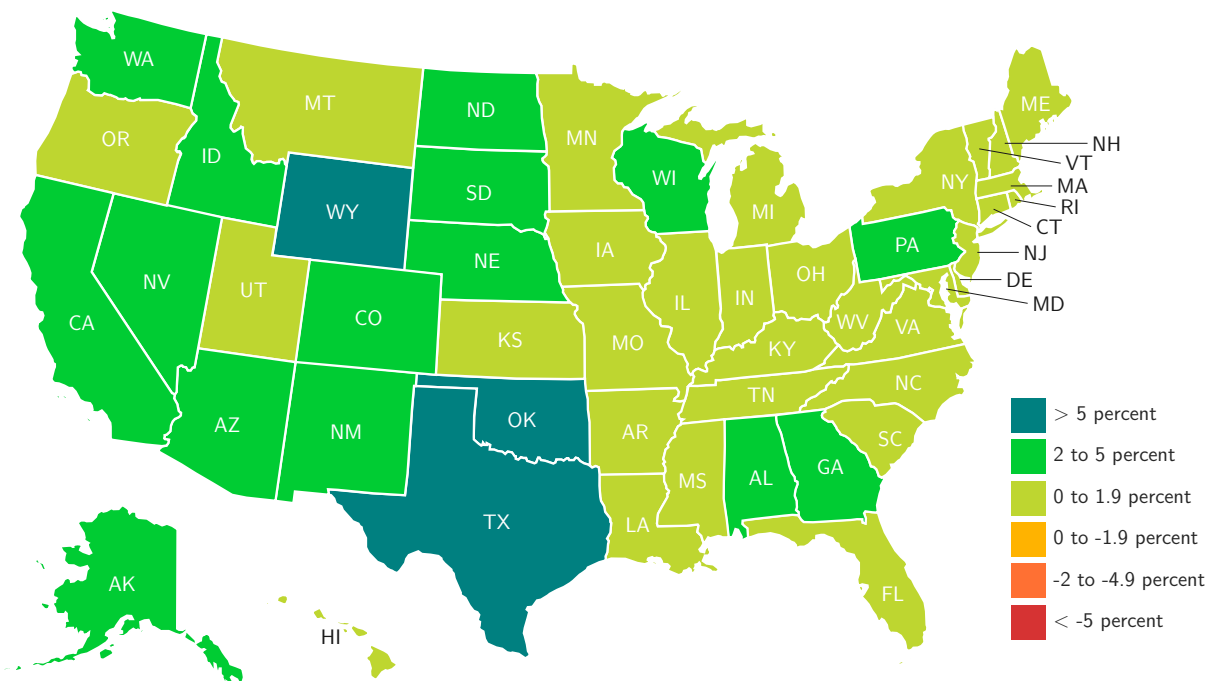 WA
MT
ND
MN
ME
OR
ID
NH
VT
WI
NY
MA
SD
RI
WY
MI
CT
PA
NJ
IA
NE
OH
DE
NV
UT
IN
IL
MD
CO
CA
WV
VA
KS
MO
KY
NC
TN
> 5 percent
OK
AZ
NM
AR
SC
2 to 5 percent
GA
AL
MS
0 to 1.9 percent
TX
LA
0 to -1.9 percent
AK
-2 to -4.9 percent
FL
HI
< -5 percent